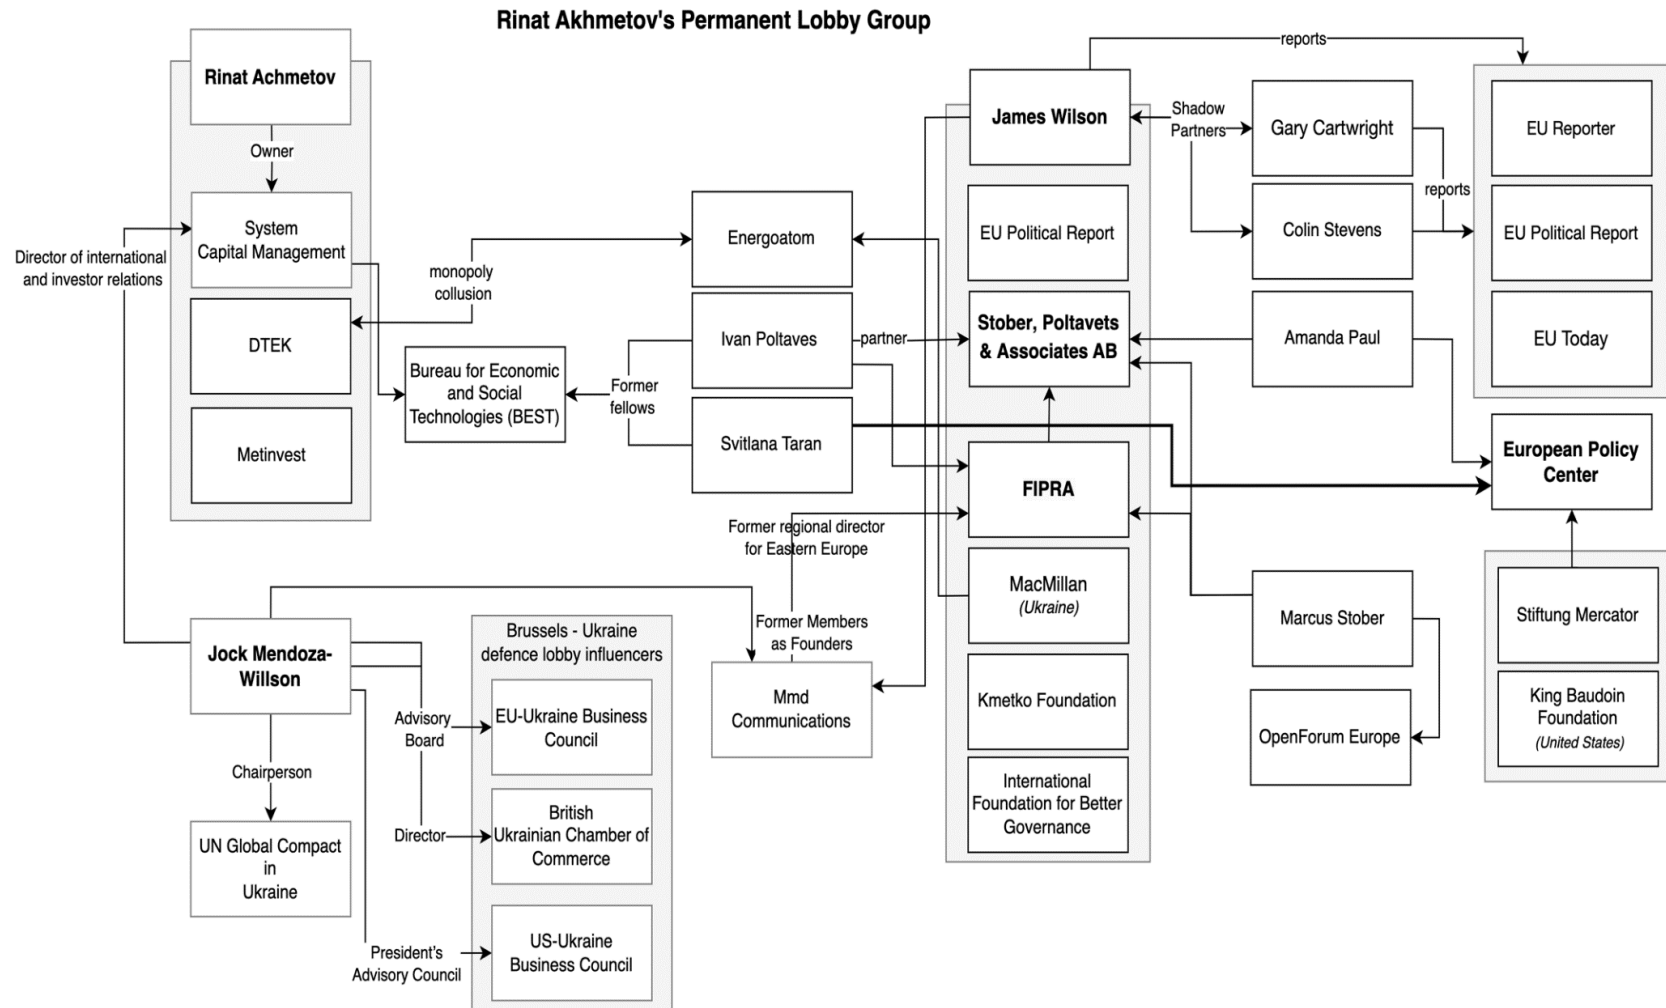 Rinat Akhmetov's Permanent Lobby Group
Rinat Achmetov
Owner
System
Capital Management
DTEK
Metinvest
Director of international
and investor relations
monopoly
collusion
Bureau for Economic
and Social
Technologies (BEST)
Former
fellows
Energoatom
Ivan Poltaves
Svitlana Taran
partner
James Wilson
EU Political Report
Stober, Poltavets
& Associates AB
FIPRA
MacMillan
(Ukraine)
Kmetko Foundation
International
Foundation for Better
Governance
reports
Shadow
Partners
Gary Cartwright
Colin Stevens
Amanda Paul
reports
EU Reporter
EU Political Report
EU Today
European Policy
Center
Stiftung Mercator
King Baudoin
Foundation
(United States)
Marcus Stober
OpenForum Europe
Former regional director
for Eastern Europe
Former Members
as Founders
Mmd
Communications
Jock Mendoza-
Willson
Chairperson
UN Global Compact
in
Ukraine
Advisory
Board
Director
President's
Advisory Council
Brussels - Ukraine
defence lobby influencers
EU-Ukraine Business
Council
British
Ukrainian Chamber of
Commerce
US-Ukraine
Business Council